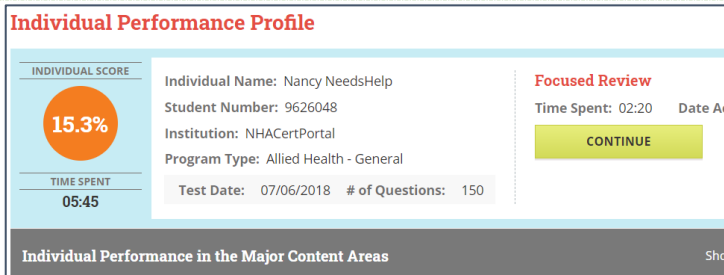 Individual Performance Profile
INDIVIDUAL SCORE
15.3%
TIME SPENT
05:45
Individual Name: Nancy NeedsHelp
Student Number: 9626048
Institution: NHACertPortal
Program Type: Allied Health - General
Test Date: 07/06/2018 # of Questions: 150
Focused Review
Time Spent: 02:20 Date
CONTINUE
Individual Performance in the Major Content Areas